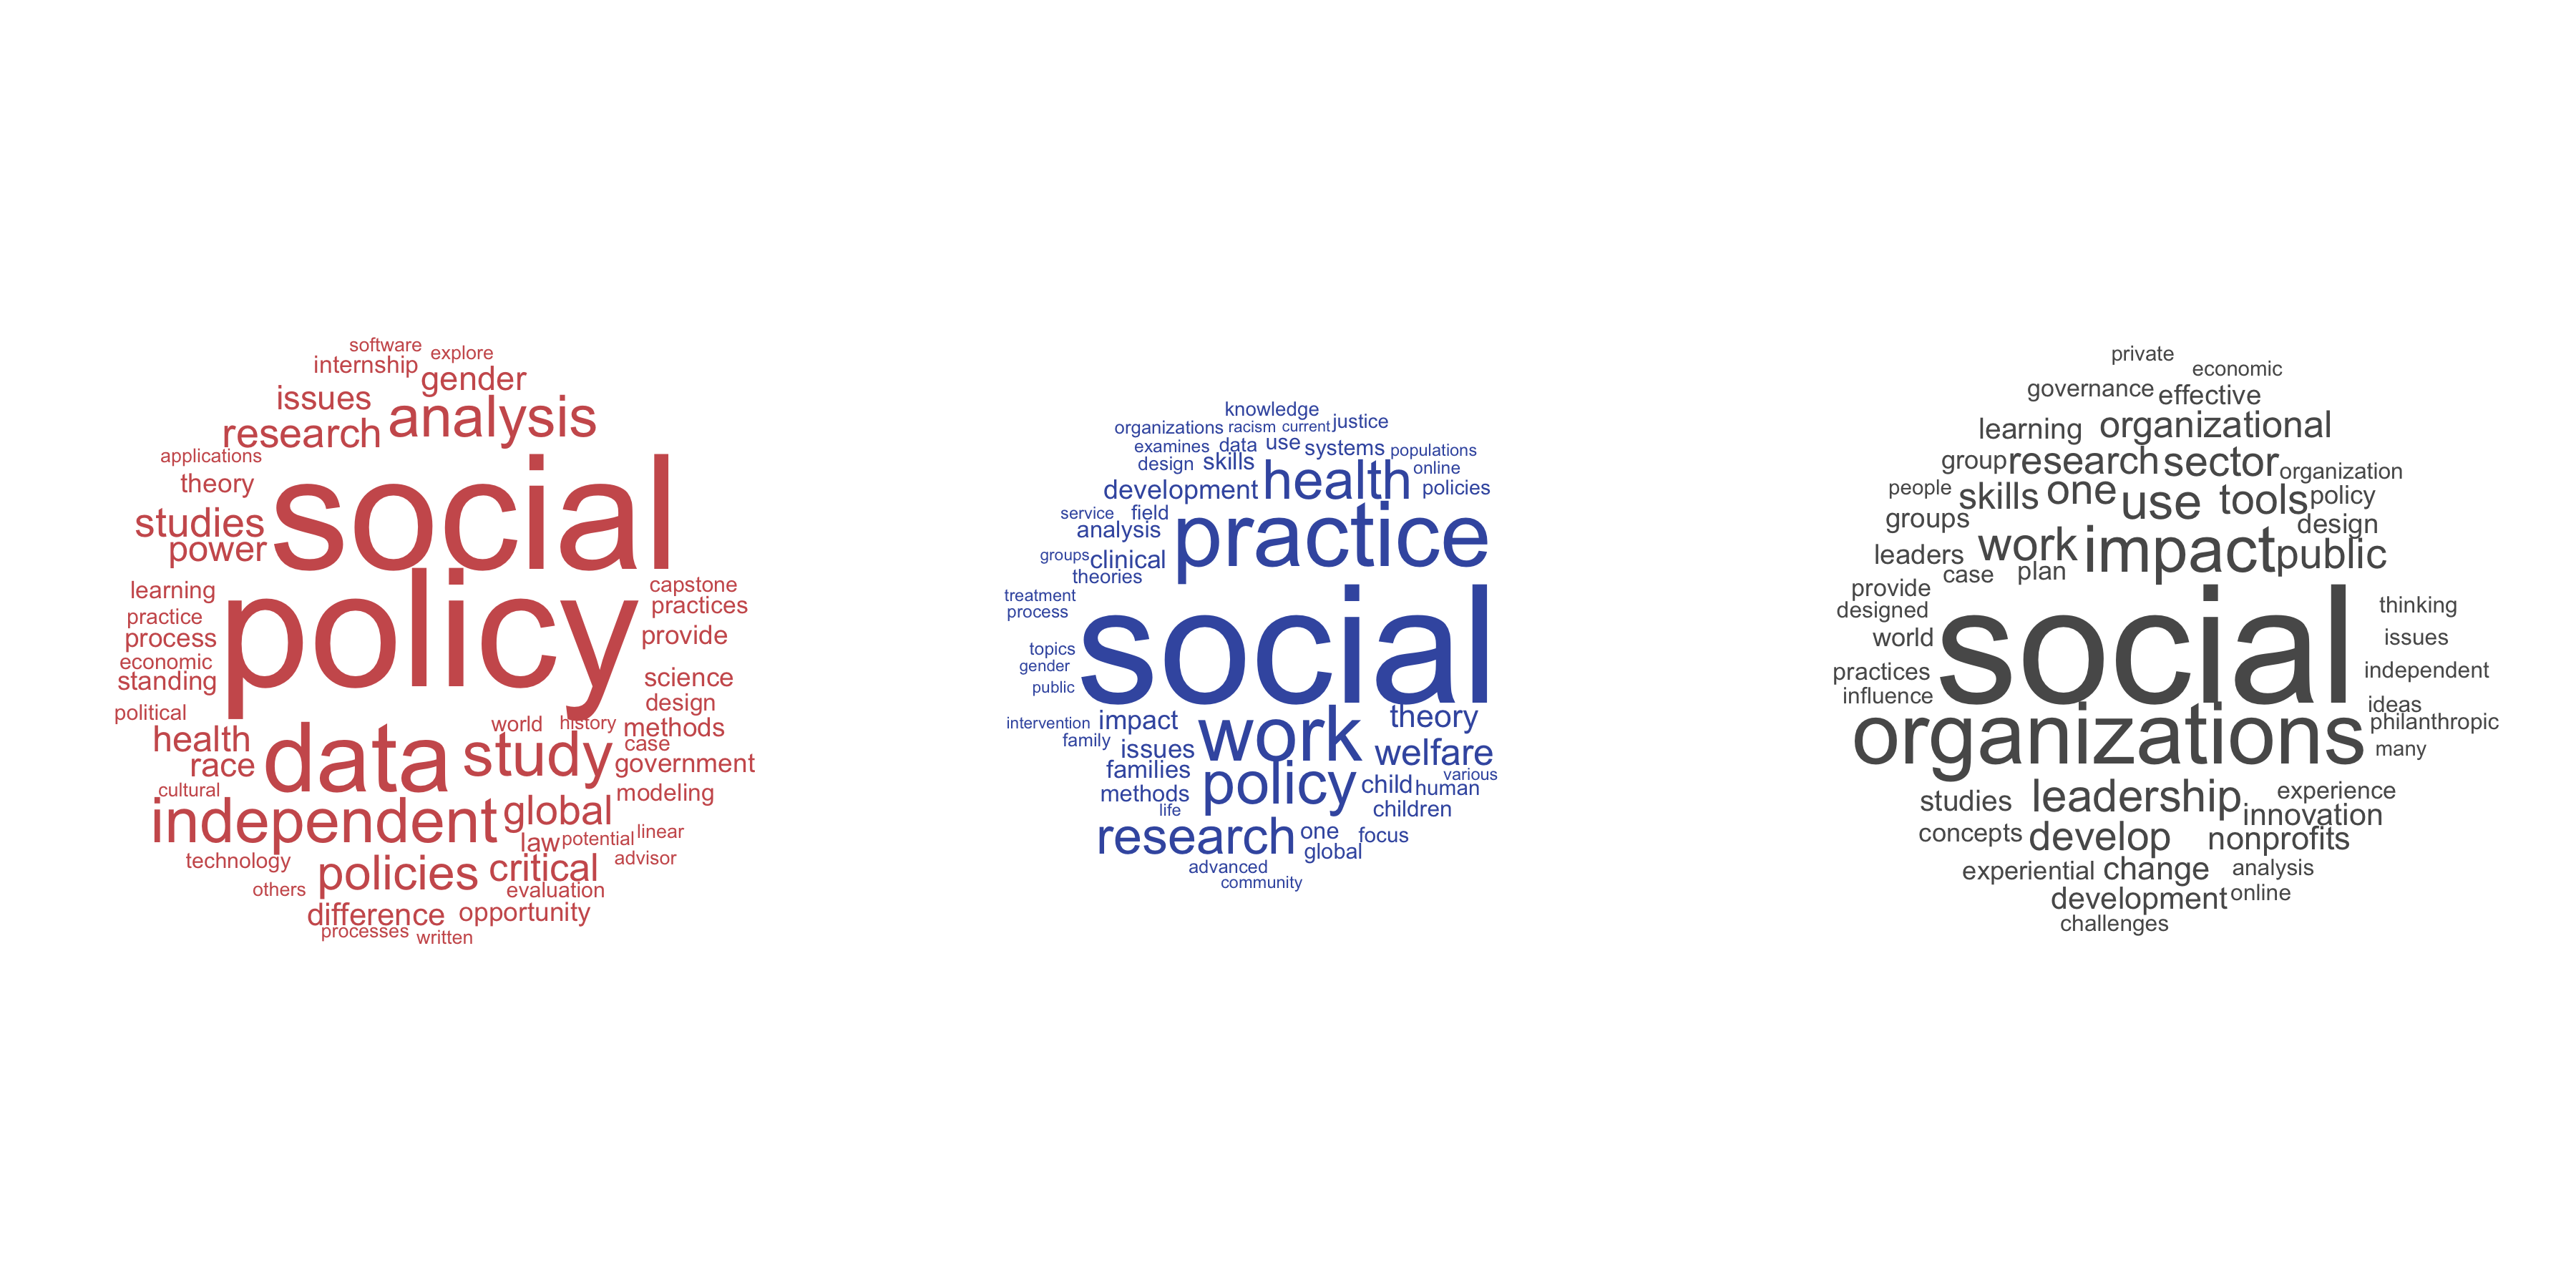 software explore
internship gender
issues analysis
research
applications
theory social
studies
power
learning policy capstone
practice practices
process provide
economic
standing science
political design
health data world history methods
race study case
cultural government
independent global modeling
law potential linear
technology policies critical advisor
others evaluation
difference opportunity
processes written
knowledge
organizations racism current justice
examines data use systems populations
design skills health online
development policies
service field practice
analysis
groups clinical
theories
treatment social
process
topics
gender
public
intervention impact work theory
family issues welfare
families policy child various
methods human
life children
research one focus
global
advanced
community
private
economic
governance effective
learning organizational
group research sector organization
people skills one use tools policy
groups design
leaders work impact public
case plan
provide social thinking
designed
world issues
practices independent
influence ideas
organizations philanthropic
many
studies leadership experience
innovation
concepts develop nonprofits
experiential change analysis
development online
challenges